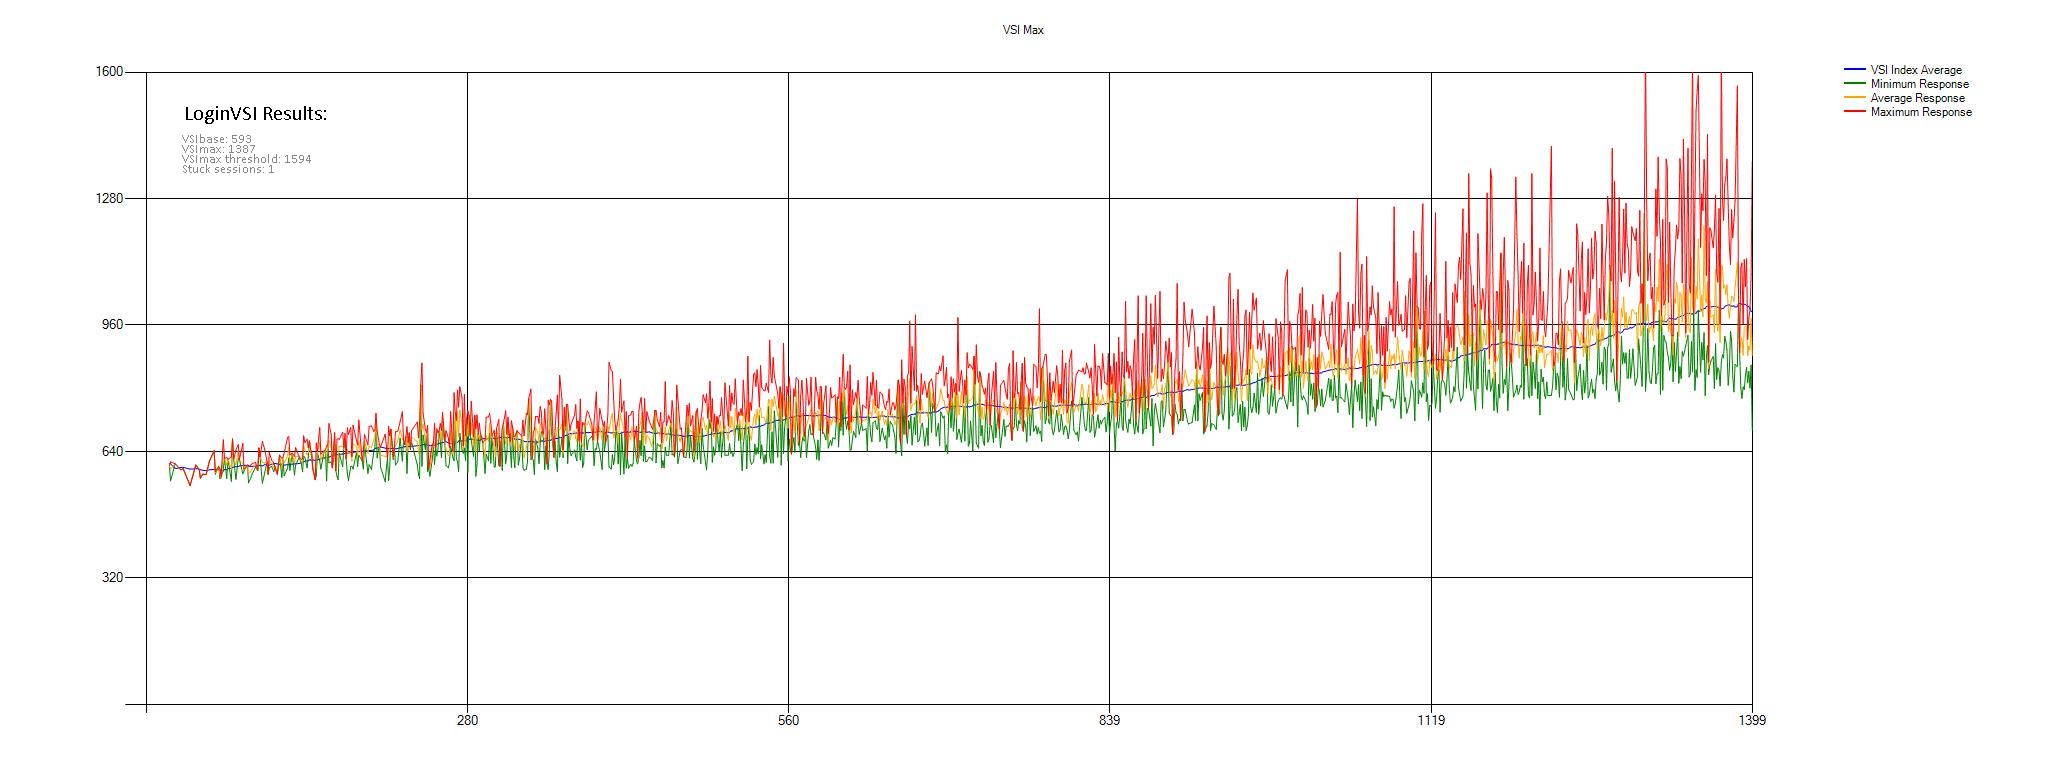 VSI Max
1600
1280
960
640
320
LoginVSI Results:
VSIbase: 593
VSImax: 1387
VSImax threshold: 1594
Stuck sessions: 1
VSI Index Average
Minimum Response
Average Response
Maximum Response
280
560
839
1119
1399